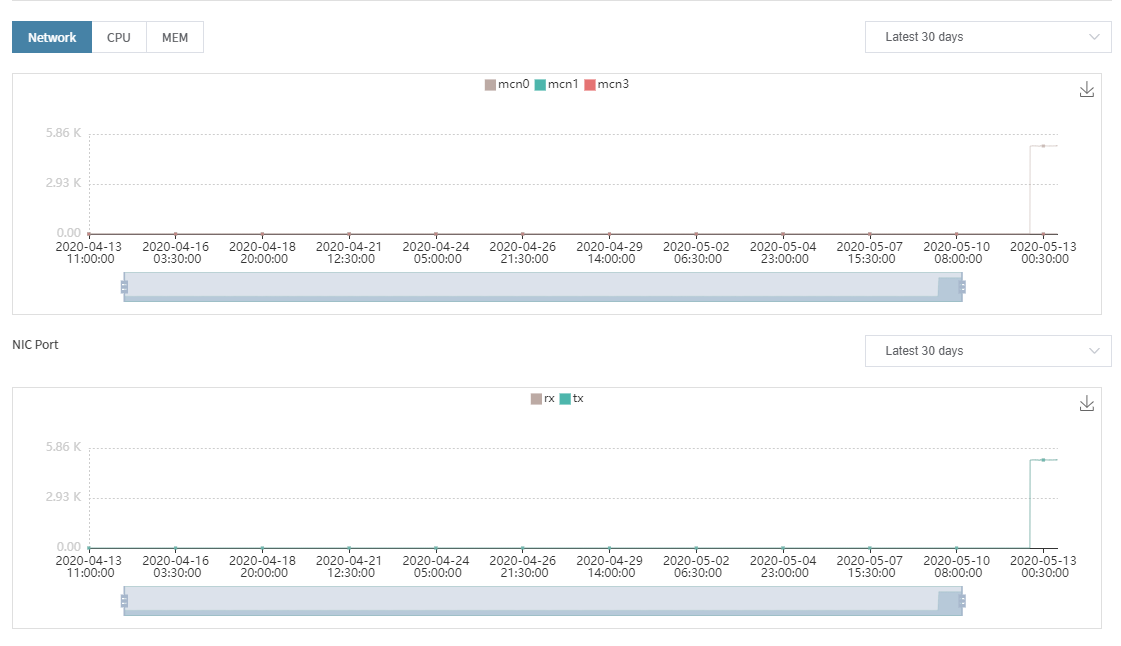 Network CPU MEM Latest 30 days
mcn0 mcn1 mcn3
5.86 K
2.93 K
0.00
2020-04-13 2020-04-16 2020-04-18 2020-04-21 2020-04-24 2020-04-26 2020-04-29 2020-05-02 2020-05-04 2020-05-07 2020-05-10 2020-05-13
11:00:00 03:30:00 20:00:00 12:30:00 05:00:00 21:30:00 14:00:00 06:30:00 23:00:00 15:30:00 08:00:00 00:30:00
NIC Port Latest 30 days
rx tx
5.86 K
2.93 K
0.00
2020-04-13 2020-04-16 2020-04-18 2020-04-21 2020-04-24 2020-04-26 2020-04-29 2020-05-02 2020-05-04 2020-05-07 2020-05-10 2020-05-13
11:00:00 03:30:00 20:00:00 12:30:00 05:00:00 21:30:00 14:00:00 06:30:00 23:00:00 15:30:00 08:00:00 00:30:00